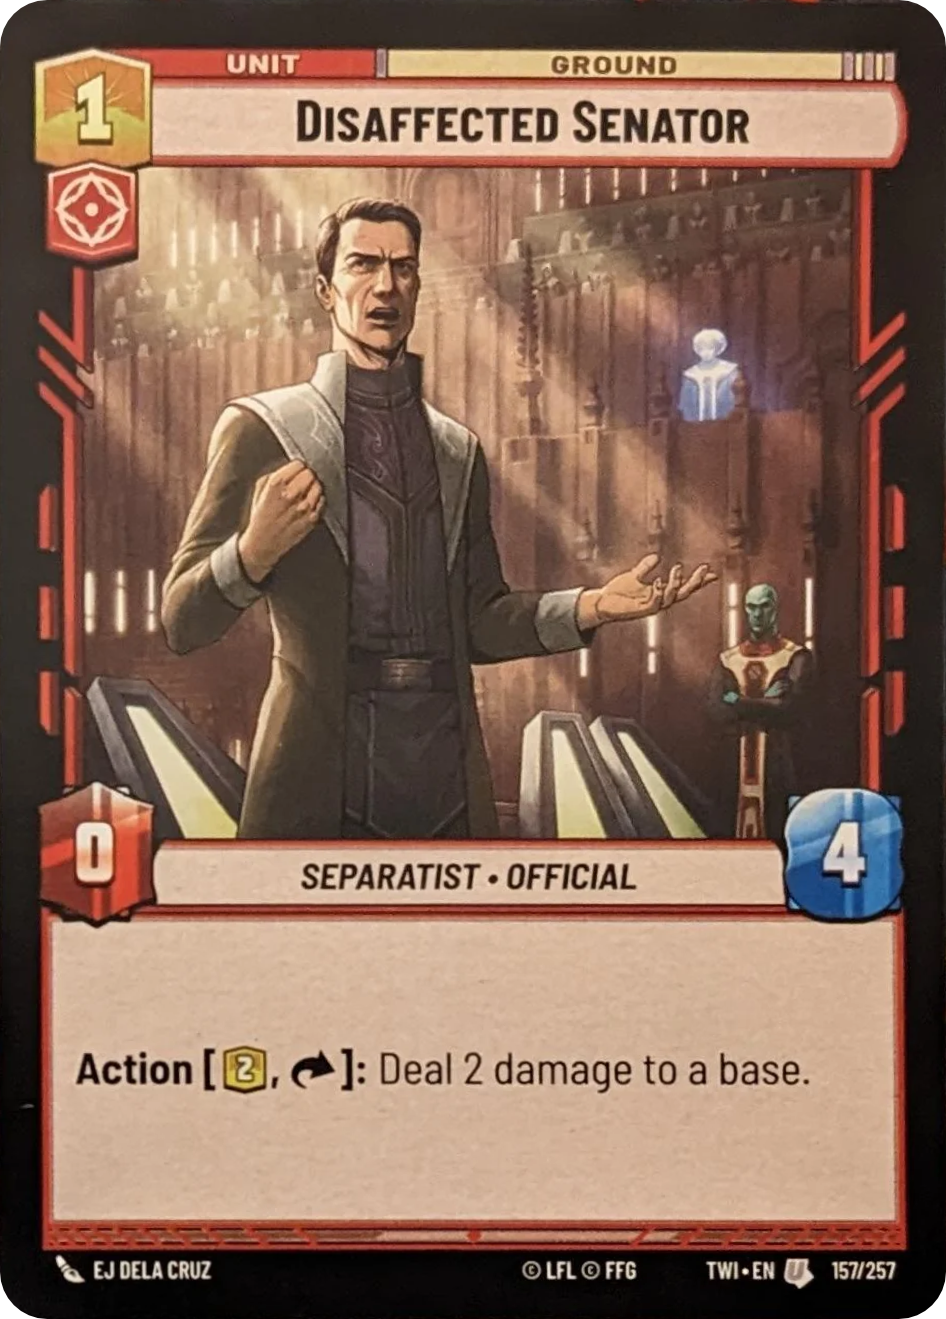 UNIT GROUND
1
DISAFFECTED SENATOR
0
SEPARATIST • OFFICIAL
4
Action [2, ]: Deal 2 damage to a base.
EJ DELA CRUZ © LFL © FFG TWI • EN U 157/257